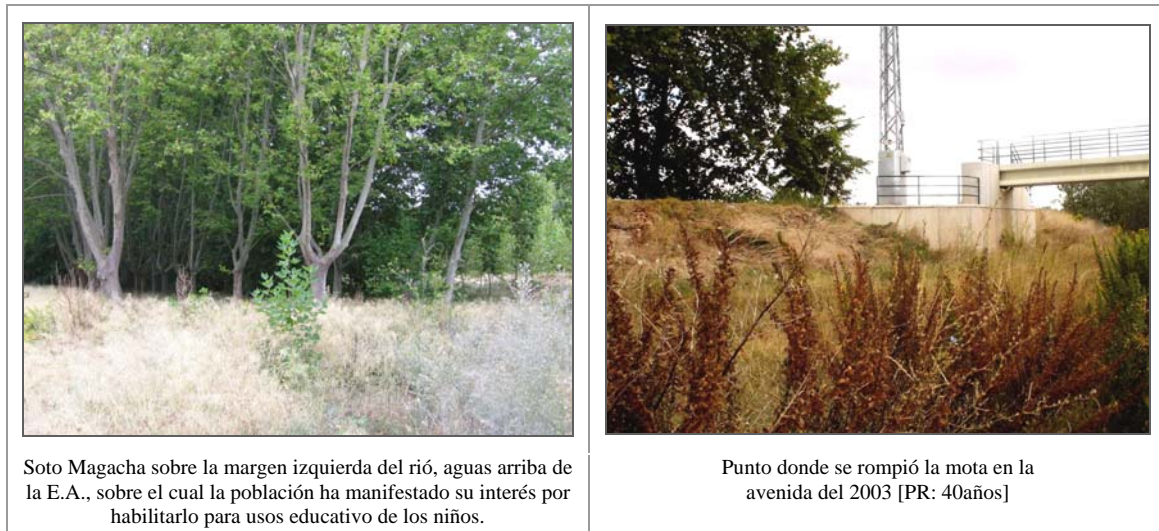 Soto Magacha sobre la margen izquierda del rió, aguas arriba de
la E.A., sobre el cual la población ha manifestado su interés por
habilitarlo para usos educativo de los niños.
Punto donde se rompió la mota en la
avenida del 2003 [PR: 40años]